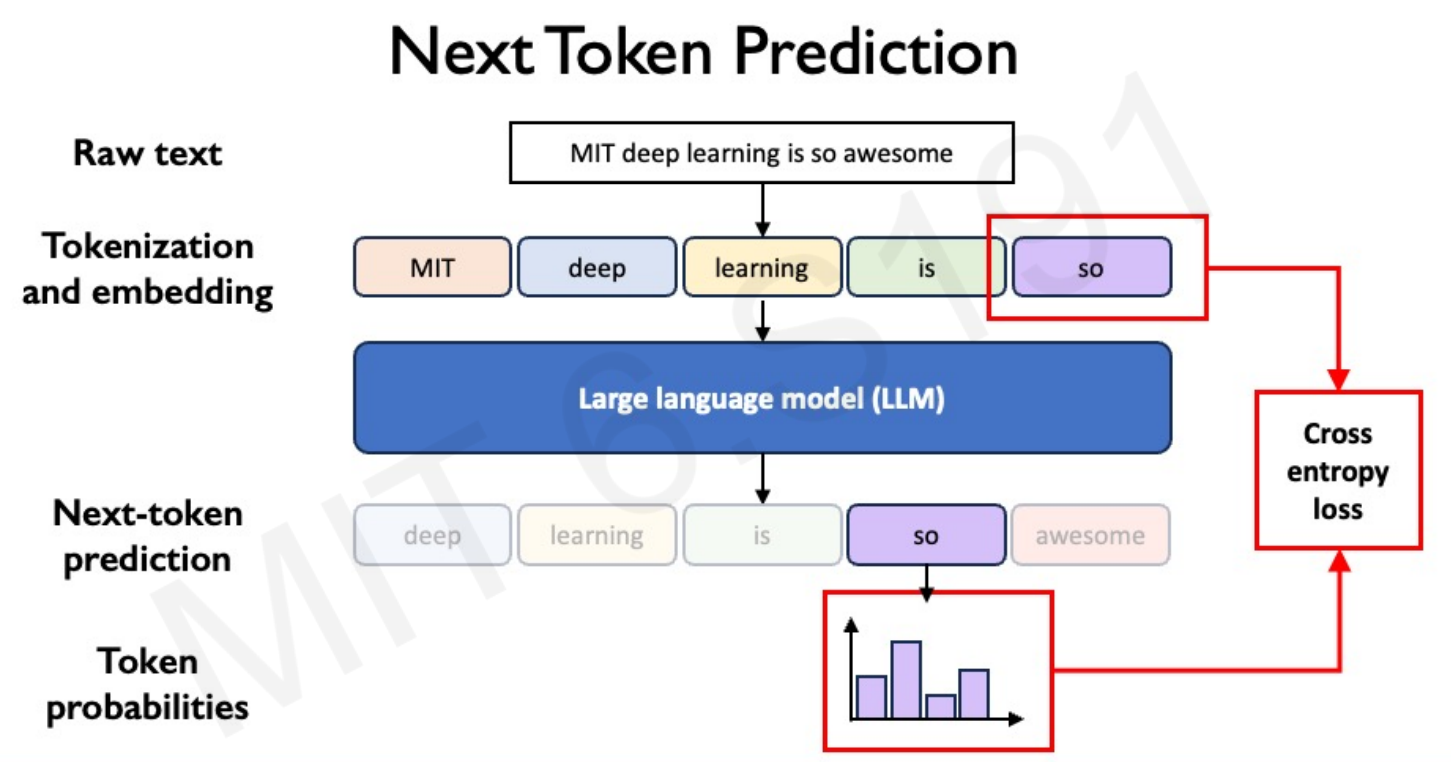 Next Token Prediction
Raw text
MIT deep learning is so awesome
Tokenization
and embedding
MIT deep learning is so
Large language model (LLM)
Cross
entropy
loss
Next-token
prediction
deep learning is so awesome
Token
probabilities
MIT 6.S191